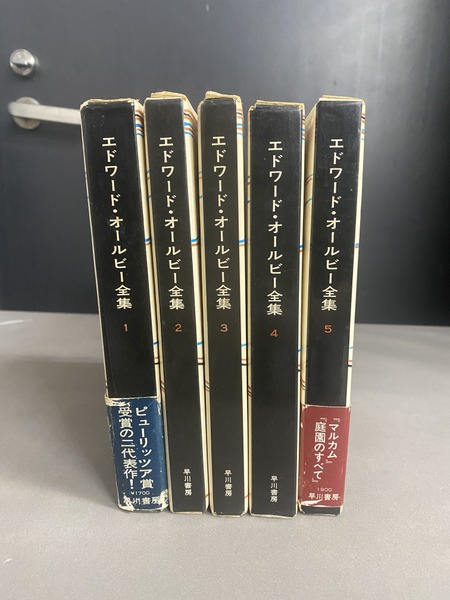 エドワード・オールビー全集
1
ピューリッツア賞
受賞の二代表作!
¥1700
早川書房
エドワード・オールビー全集
2
早川書房
エドワード・オールビー全集
3
早川書房
エドワード・オールビー全集
4
早川書房
エドワード・オールビー全集
5
『マルカム』
『庭園のすべて』
1900
早川書房